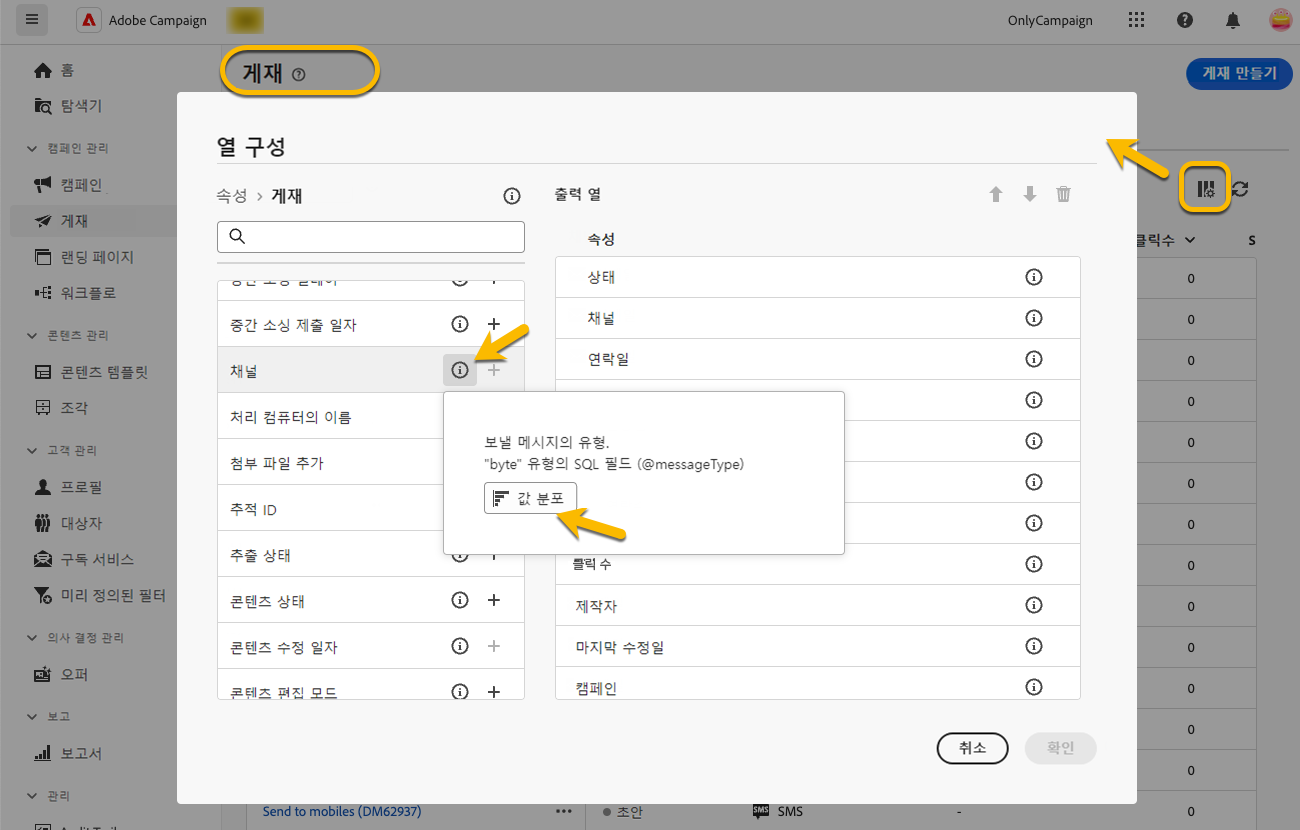 Adobe Campaign
OnlyCampaign
홈
탐색기
캠페인 관리
캠페인
게재
랜딩 페이지
워크플로
콘텐츠 관리
콘텐츠 템플릿
조각
고객 관리
프로필
대상자
구독 서비스
미리 정의된 필터
의사 결정 관리
오퍼
보고
보고서
관리
게재
게재 만들기
열 구성
속성 > 게재
중간 소싱 제출 일자
채널
처리 컴퓨터의 이름
첨부 파일 추가
추적 ID
추출 상태
콘텐츠 상태
콘텐츠 수정 일자
콘텐츠 편집 모드
출력 열
속성
상태
채널
연락일
보낼 메시지의 유형.
"byte" 유형의 SQL 필드 (@messageType)
값 분포
클릭 수
제작자
마지막 수정일
캠페인
취소
확인
클릭수
S
0
0
0
0
0
0
0
0
0
0
0
0
0
Send to mobiles (DM62937)
초안
SMS
SMS
-
0